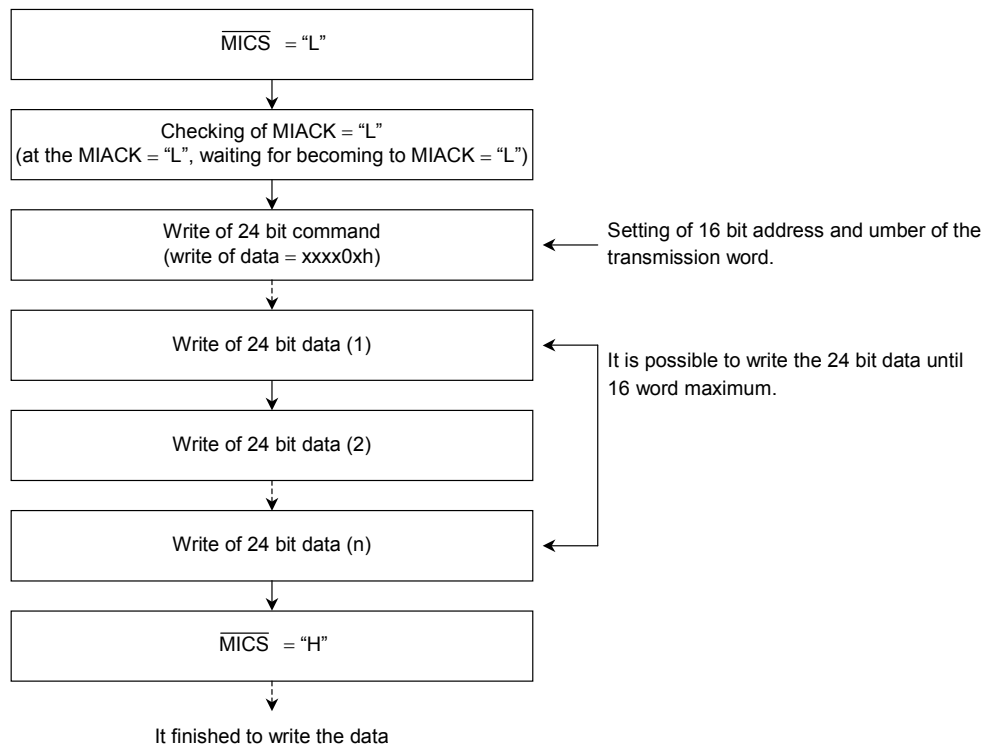 MICS = “L”
Checking of MIACK = “L”
(at the MIACK = “L”, waiting for becoming to MIACK = “L”)
Write of 24 bit command
(write of data = xxxx0xh)
Setting of 16 bit address and umber of the
transmission word.
Write of 24 bit data (1)
It is possible to write the 24 bit data until
16 word maximum.
Write of 24 bit data (2)
Write of 24 bit data (n)
MICS = “H”
It finished to write the data